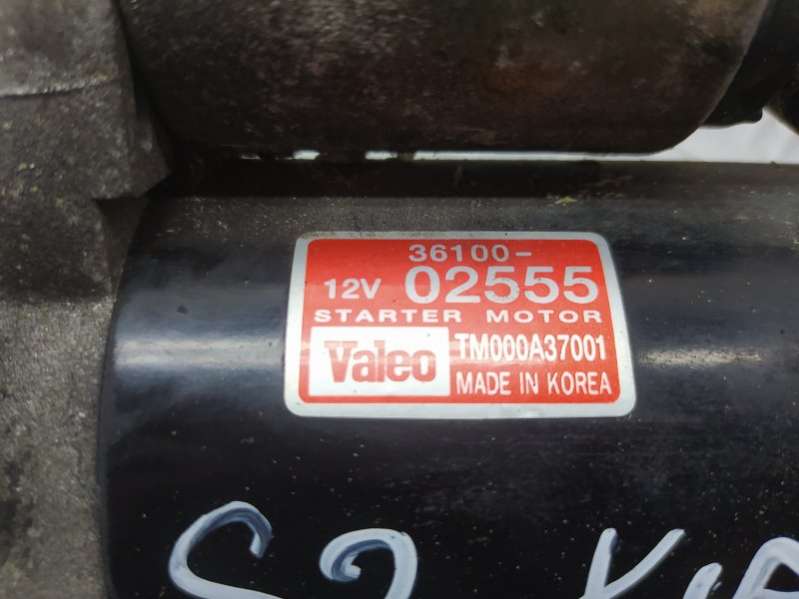 36100-
12V 02555
STARTER MOTOR
Valeo TM000A37001
MADE IN KOREA